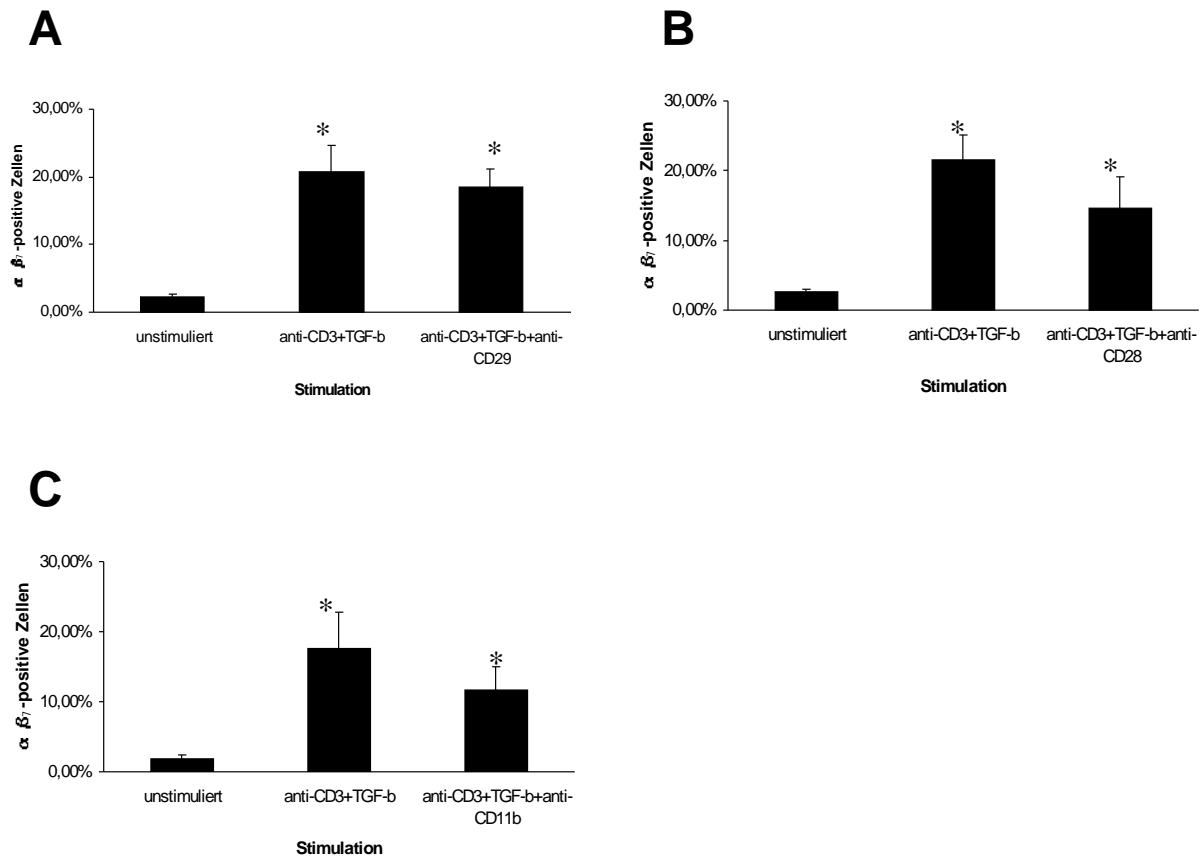 A
30,00%
20,00%
10,00%
0,00%
α β7-positive Zellen
unstimuliert
anti-CD3+TGF-b
anti-CD3+TGF-b+anti-
CD29
Stimulation
*
*
B
30,00%
20,00%
10,00%
0,00%
α β7-positive Zellen
unstimuliert
anti-CD3+TGF-b
anti-CD3+TGF-b+anti-
CD28
Stimulation
*
*
C
30,00%
20,00%
10,00%
0,00%
α β7-positive Zellen
unstimuliert
anti-CD3+TGF-b
anti-CD3+TGF-b+anti-
CD11b
Stimulation
*
*